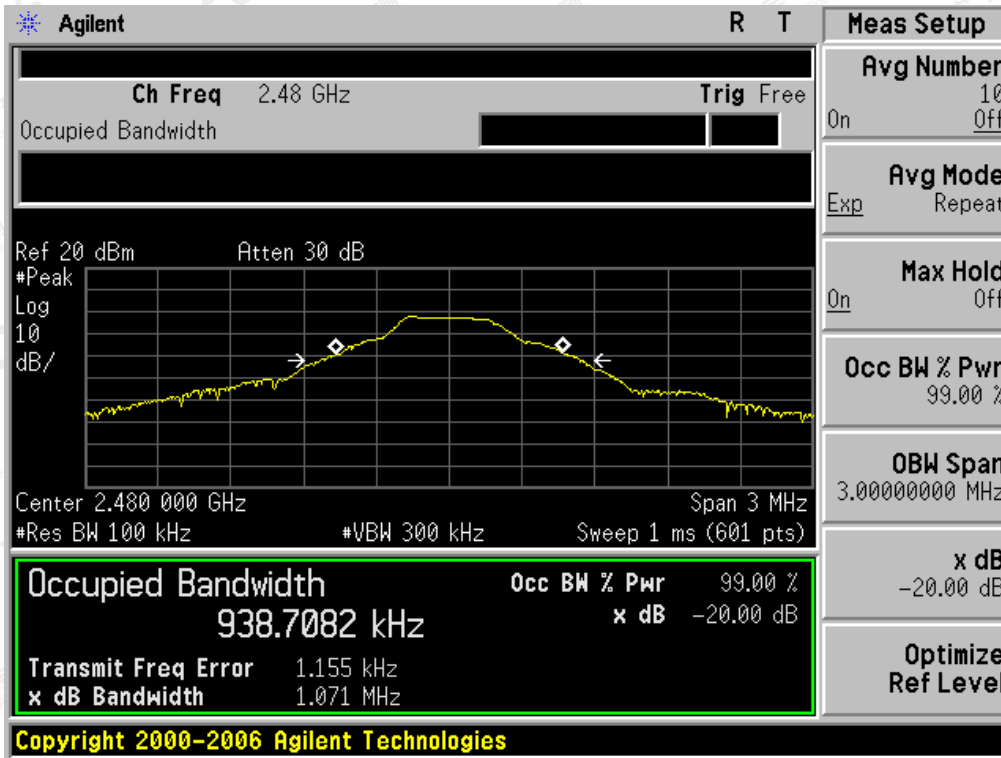 Agilent R T
Ch Freq 2.48 GHz Trig Free
Occupied Bandwidth
Ref 20 dBm Atten 30 dB
#Peak
Log
10
dB/
Center 2.480 000 GHz Span 3 MHz
#Res BW 100 kHz #VBW 300 kHz Sweep 1 ms (601 pts)
Occupied Bandwidth Occ BW % Pwr 99.00 %
938.7082 kHz x dB -20.00 dB
Transmit Freq Error 1.155 kHz
x dB Bandwidth 1.071 MHz
Copyright 2000-2006 Agilent Technologies
Meas Setup
Avg Number
10
On Off
Avg Mode
Exp Repeat
Max Hold
On Off
Occ BW % Pwr
99.00 %
OBW Span
3.00000000 MHz
x dB
-20.00 dB
Optimize
Ref Level